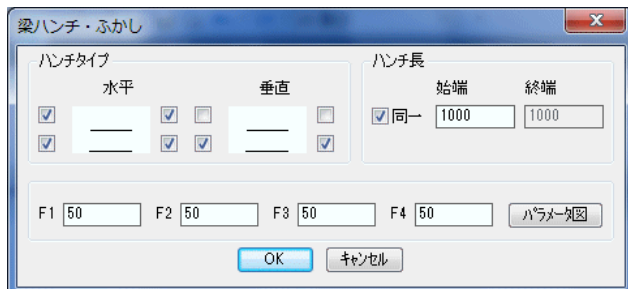 梁ハンチ・ふかし
ハンチタイプ
ハンチ長
水平
垂直
始端
終端
同一
1000
1000
F1 50
F2 50
F3 50
F4 50
パラメータ図
OK
キャンセル